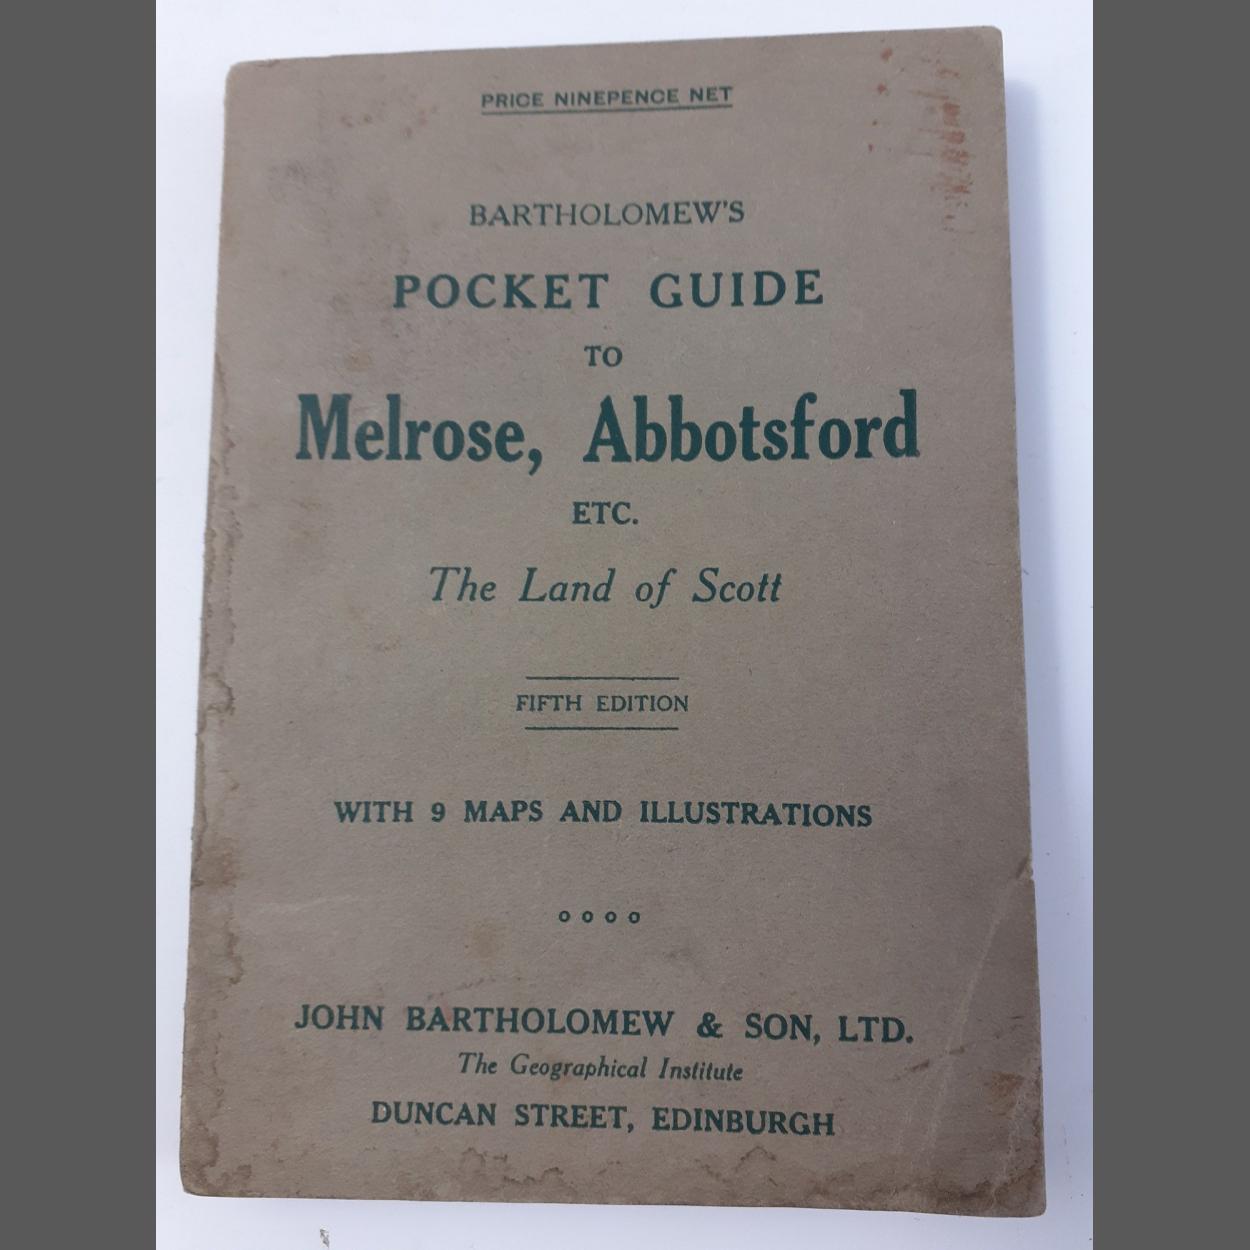 PRICE NINEPENCE NET
BARTHOLOMEW'S
POCKET GUIDE
TO
Melrose, Abbotsford
ETC.
The Land of Scott
FIFTH EDITION
WITH 9 MAPS AND ILLUSTRATIONS
JOHN BARTHOLOMEW & SON, LTD.
The Geographical Institute
DUNCAN STREET, EDINBURGH